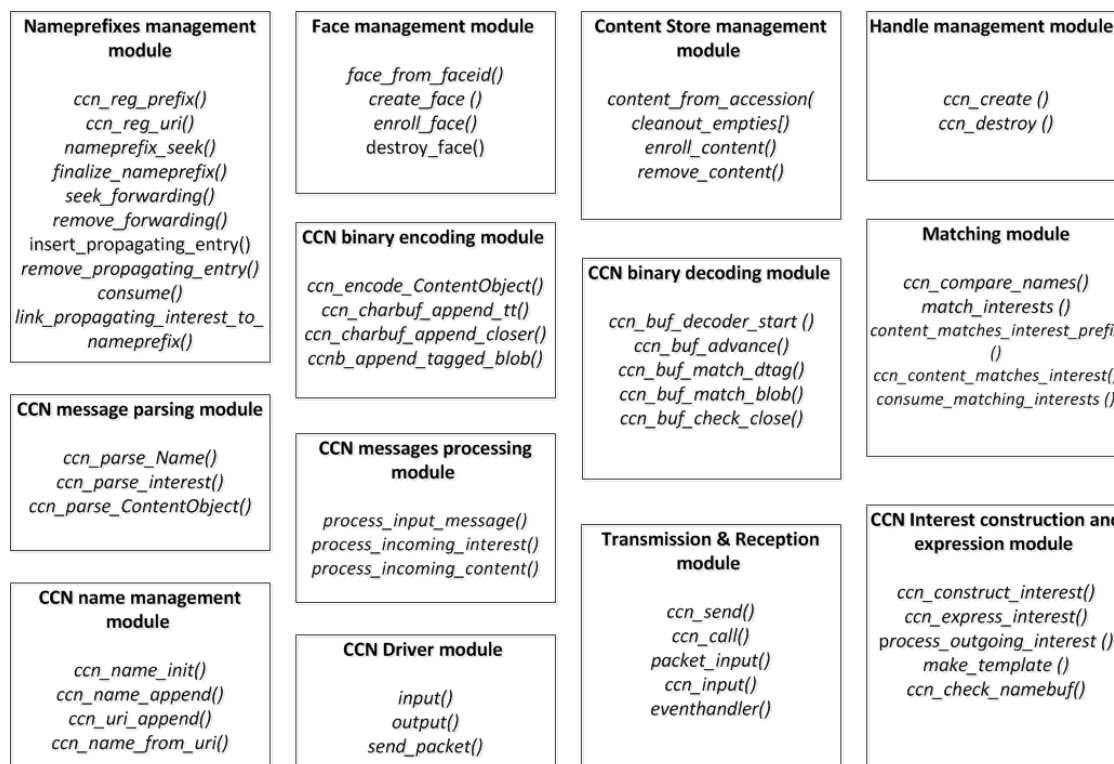 Nameprefixes management
module
ccn_reg_prefix()
ccn_reg_uri()
nameprefix_seek()
finalize_nameprefix()
seek_forwarding()
remove_forwarding()
insert_propagating_entry()
remove_propagating_entry()
consume()
link_propagating_interest_to_
nameprefix()
CCN message parsing module
ccn_parse_Name()
ccn_parse_interest()
ccn_parse_ContentObject()
CCN name management
module
ccn_name_init()
ccn_name_append()
ccn_uri_append()
ccn_name_from_uri()
Face management module
face_from_faceid()
create_face ()
enroll_face()
destroy_face()
CCN binary encoding module
ccn_encode_ContentObject()
ccn_charbuf_append_tt()
ccn_charbuf_append_closer()
ccnb_append_tagged_blob()
CCN messages processing
module
process_input_message()
process_incoming_interest()
process_incoming_content()
CCN Driver module
input()
output()
send_packet()
Content Store management
module
content_from_accession(
cleanout_empties[)
enroll_content()
remove_content()
CCN binary decoding module
ccn_buf_decoder_start ()
ccn_buf_advance()
ccn_buf_match_dtag()
ccn_buf_match_blob()
ccn_buf_check_close()
Transmission & Reception
module
ccn_send()
ccn_call()
packet_input()
ccn_input()
eventhandler()
Handle management module
ccn_create ()
ccn_destroy ()
Matching module
ccn_compare_names()
match_interests ()
content_matches_interest_prefi
()
ccn_content_matches_interest()
consume_matching_interests ()
CCN Interest construction and
expression module
ccn_construct_interest()
ccn_express_interest()
process_outgoing_interest ()
make_template ()
ccn_check_namebuf()